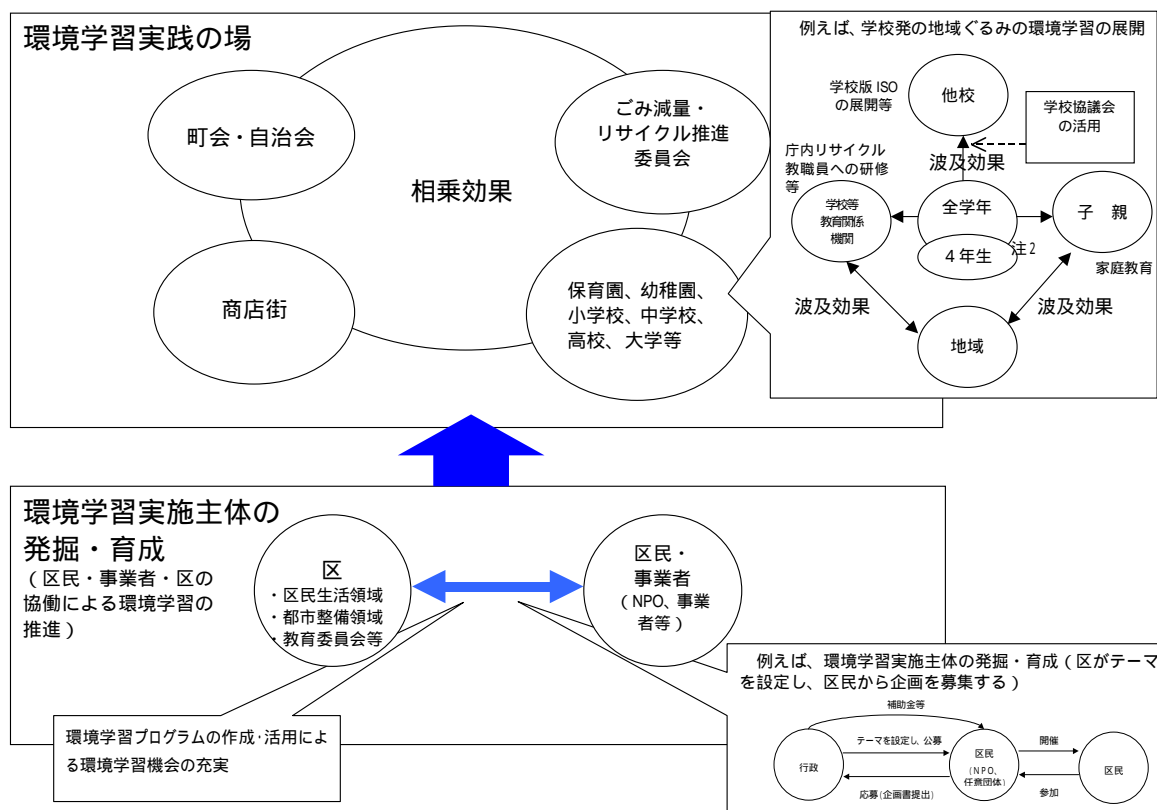 環境学習実践の場
町会・自治会
ごみ減量・
リサイクル推進
委員会
相乗効果
商店街
保育園、幼稚園、
小学校、中学校、
高校、大学等
例えば、学校発の地域ぐるみの環境学習の展開
学校版 ISO
の展開等
他校
学校協議会
の活用
庁内リサイクル
教職員への研修
等
波及効果
学校等
教育関係
機関
全学年
4年生
注2
子 親
家庭教育
波及効果
波及効果
地域
環境学習実施主体の
発掘・育成
(区民・事業者・区の
協働による環境学習の
推進)
区
・区民生活領域
・都市整備領域
・教育委員会等
区民・
事業者
(NPO、事業
者等)
環境学習プログラムの作成・活用によ
る環境学習機会の充実
例えば、環境学習実施主体の発掘・育成(区がテーマ
を設定し、区民から企画を募集する)
補助金等
行政
テーマを設定し、公募
応募(企画書提出)
区民
(NPO、
任意団体)
開催
参加
区民